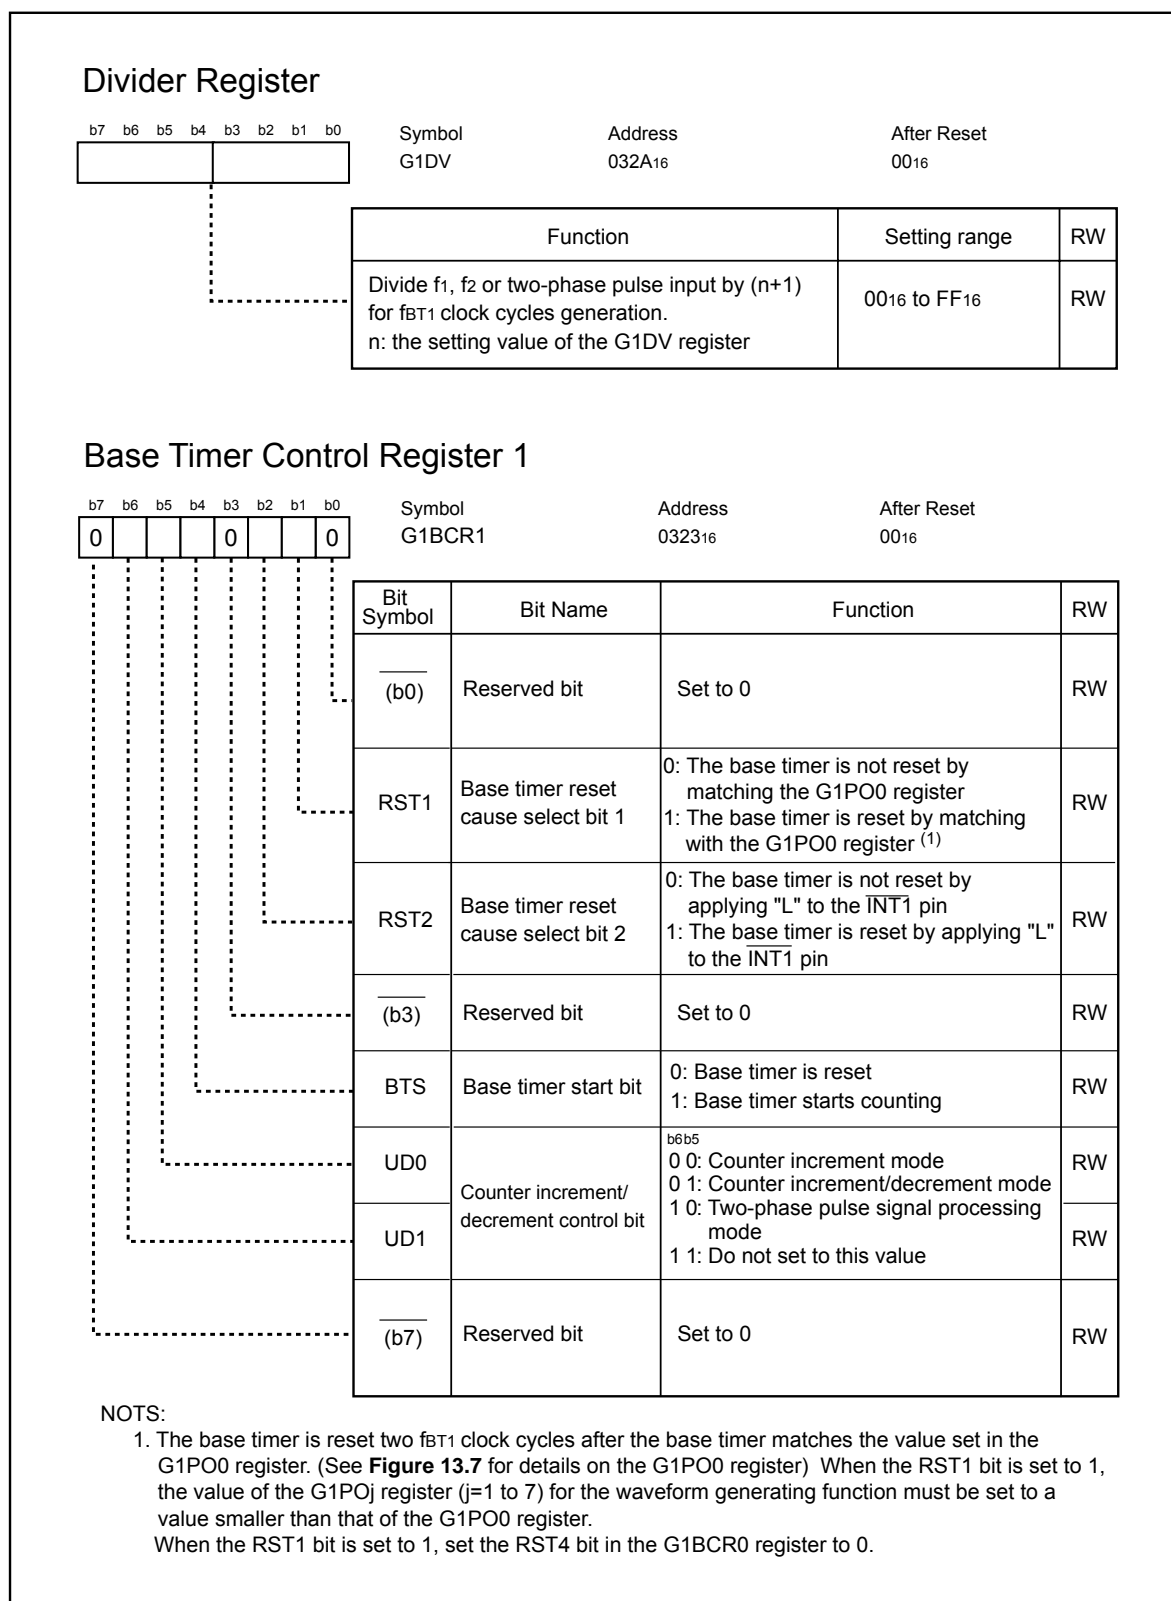 Divider Register
b7 b6 b5 b4 b3 b2 b1 b0
Symbol Address After Reset
G1DV 032A16 0016
Function Setting range RW
Divide f1, f2 or two-phase pulse input by (n+1)
for fBT1 clock cycles generation.
n: the setting value of the G1DV register
0016 to FF16 RW
Base Timer Control Register 1
b7 b6 b5 b4 b3 b2 b1 b0
0 0 0
Symbol Address After Reset
G1BCR1 032316 0016
Bit
Symbol
Bit Name Function RW
(b0) Reserved bit Set to 0 RW
RST1
Base timer reset
cause select bit 1
0: The base timer is not reset by
matching the G1PO0 register
1: The base timer is reset by matching
with the G1PO0 register (1)
RW
RST2
Base timer reset
cause select bit 2
0: The base timer is not reset by
applying "L" to the INT1 pin
1: The base timer is reset by applying "L"
to the INT1 pin
RW
(b3) Reserved bit Set to 0 RW
BTS Base timer start bit
0: Base timer is reset
1: Base timer starts counting
RW
UD0
UD1
Counter increment/
decrement control bit
b6b5
0 0: Counter increment mode
0 1: Counter increment/decrement mode
1 0: Two-phase pulse signal processing
mode
1 1: Do not set to this value
RW
RW
(b7) Reserved bit Set to 0 RW
NOTS:
1. The base timer is reset two fBT1 clock cycles after the base timer matches the value set in the
G1PO0 register. (See Figure 13.7 for details on the G1PO0 register) When the RST1 bit is set to 1,
the value of the G1POj register (j=1 to 7) for the waveform generating function must be set to a
value smaller than that of the G1PO0 register.
When the RST1 bit is set to 1, set the RST4 bit in the G1BCR0 register to 0.